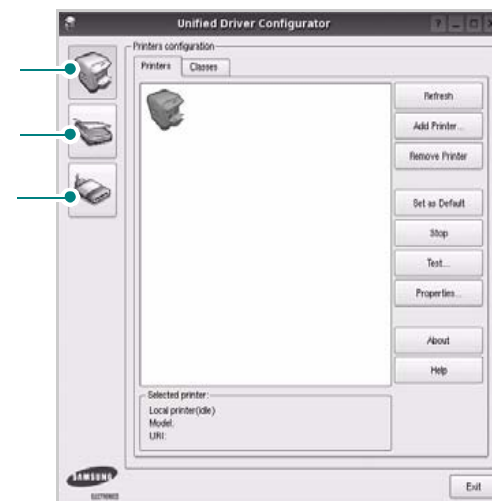 Unified Driver Configurator
Printers configuration
Printers Classes
Refresh
Add Printer...
Remove Printer
Set as Default
Stop
Test...
Properties...
About
Help
Selected printer:
Local printer(idle)
Model:
URI:
SAMSUNG
ELECTRONICS
Exit